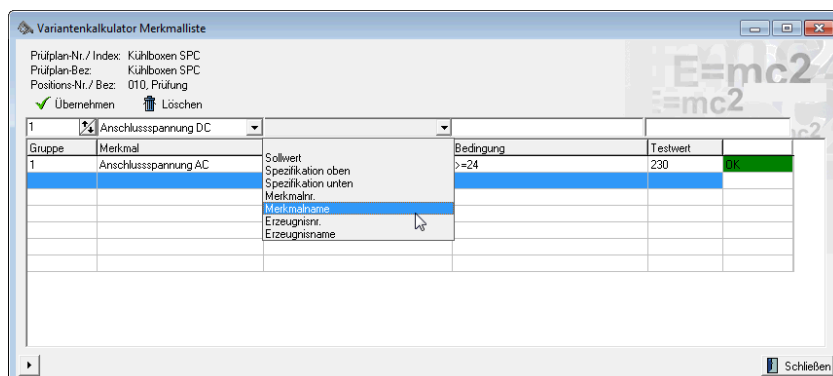 Variantenkalkulator Merkmalliste
Prüfplan-Nr./ Index: Kühlboxen SPC
Prüfplan-Bez: Kühlboxen SPC
Positions-Nr./ Bez: 010, Prüfung
Übernehmen Löschen
E=mc2
E=mc2
1 Anschlussspannung DC
Gruppe Merkmal Bedingung Testwert
1 Anschlussspannung AC >=24 230 OK
Sollwert
Spezifikation oben
Spezifikation unten
Merkmalnr.
Merkmalname
Erzeugnisnr.
Erzeugnisname
Schließen